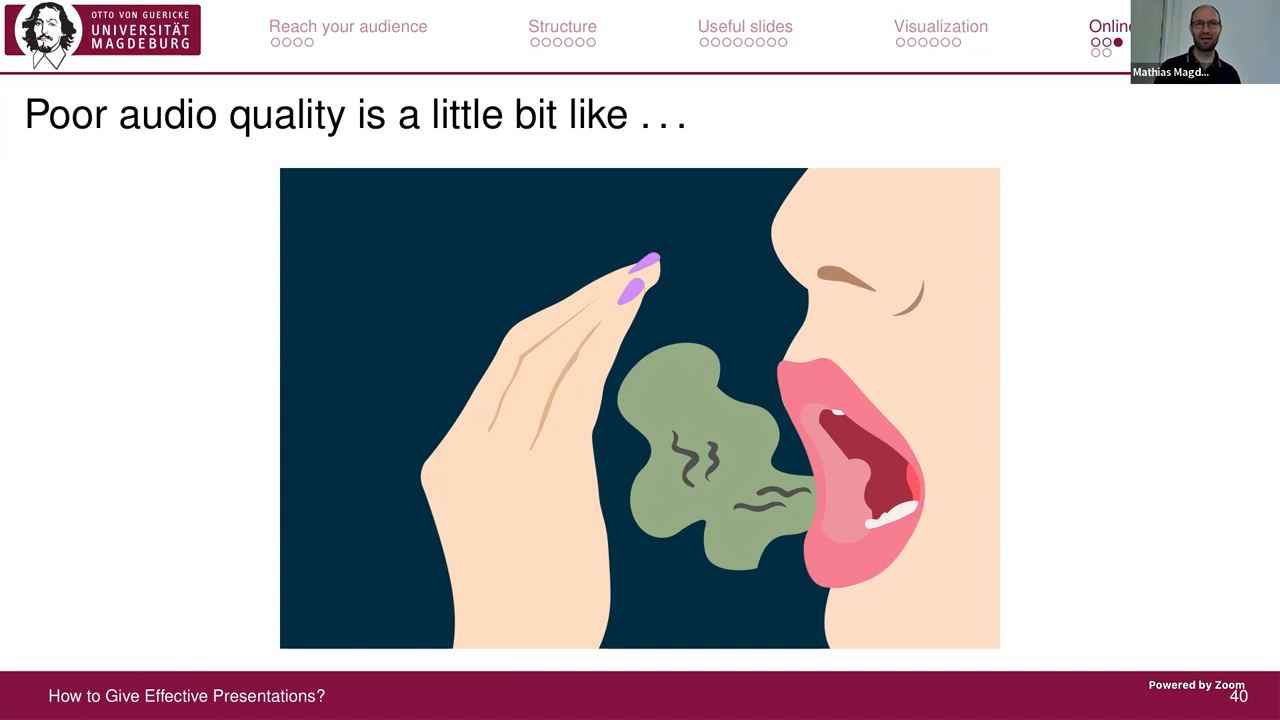 OTTO VON GUERICKE
UNIVERSITÄT
MAGDEBURG
Reach your audience
Structure
Useful slides
Visualization
Online
Mathias Magd...
Poor audio quality is a little bit like ...
How to Give Effective Presentations?
Powered by Zoom
40